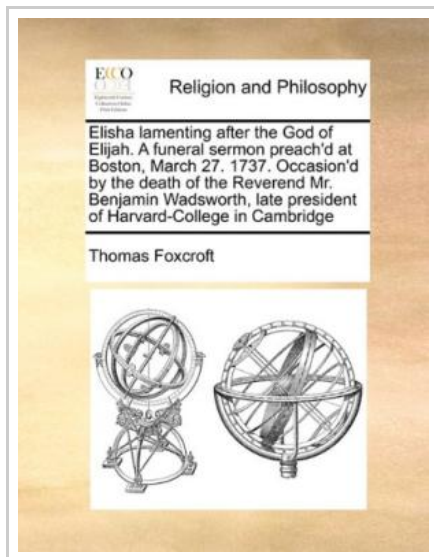 ECCO
Religion and Philosophy
Elisha lamenting after the God of
Elijah. A funeral sermon preach'd at
Boston, March 27. 1737. Occasion'd
by the death of the Reverend Mr.
Benjamin Wadsworth, late president
of Harvard-College in Cambridge
Thomas Foxcroft